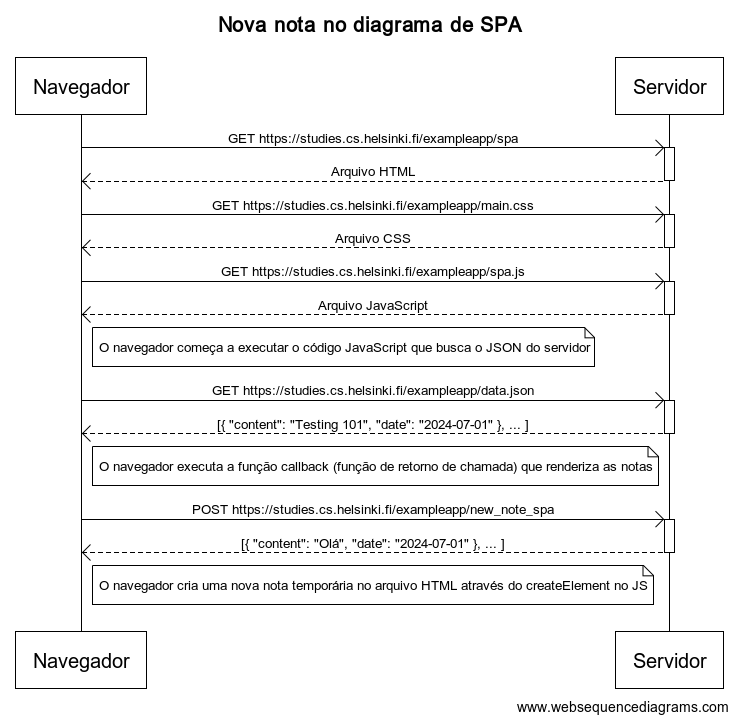 Nova nota no diagrama de SPA
Navegador
Servidor
GET https://studies.cs.helsinki.fi/exampleapp/spa
Arquivo HTML
GET https://studies.cs.helsinki.fi/exampleapp/main.css
Arquivo CSS
GET https://studies.cs.helsinki.fi/exampleapp/spa.js
Arquivo JavaScript
O navegador começa a executar o código JavaScript que busca o JSON do servidor
GET https://studies.cs.helsinki.fi/exampleapp/data.json
[{ "content": "Testing 101", "date": "2024-07-01" }, ... ]
O navegador executa a função callback (função de retorno de chamada) que renderiza as notas
POST https://studies.cs.helsinki.fi/exampleapp/new_note_spa
[{ "content": "Olá", "date": "2024-07-01" }, ... ]
O navegador cria uma nova nota temporária no arquivo HTML através do createElement no JS
Navegador
Servidor
www.websequencediagrams.com